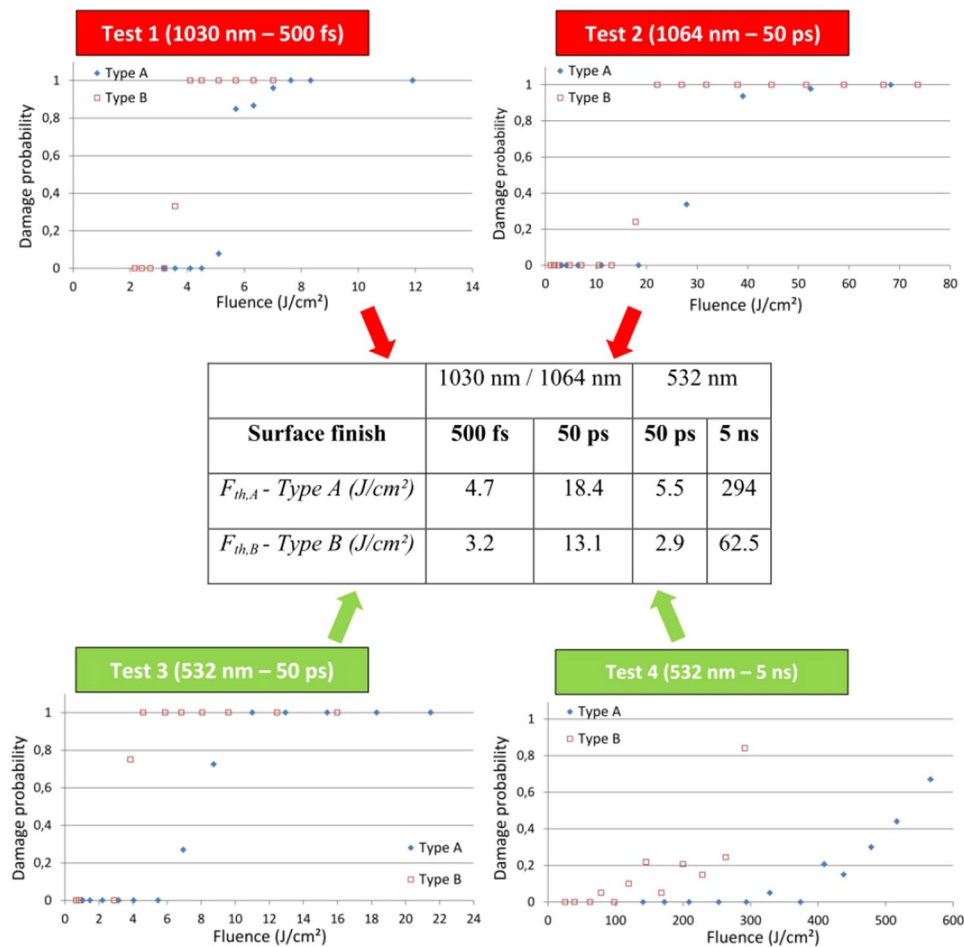 Test 1 (1030 nm – 500 fs)
Type A
Type B
Damage probability
1
0,8
0,6
0,4
0,2
0
0 2 4 6 8 10 12 14
Fluence (J/cm²)
Test 2 (1064 nm – 50 ps)
Type A
Type B
Damage probability
1
0,8
0,6
0,4
0,2
0
0 10 20 30 40 50 60 70 80
Fluence (J/cm²)
1030 nm / 1064 nm 532 nm
Surface finish 500 fs 50 ps 50 ps 5 ns
Fth,A - Type A (J/cm²) 4.7 18.4 5.5 294
Fth,B - Type B (J/cm²) 3.2 13.1 2.9 62.5
Test 3 (532 nm – 50 ps)
Damage probability
1
0,8
0,6
0,4
0,2
0
Type A
Type B
0 2 4 6 8 10 12 14 16 18 20 22 24
Fluence (J/cm²)
Test 4 (532 nm – 5 ns)
Type A
Type B
Damage probability
1
0,8
0,6
0,4
0,2
0
0 100 200 300 400 500 600
Fluence (J/cm²)